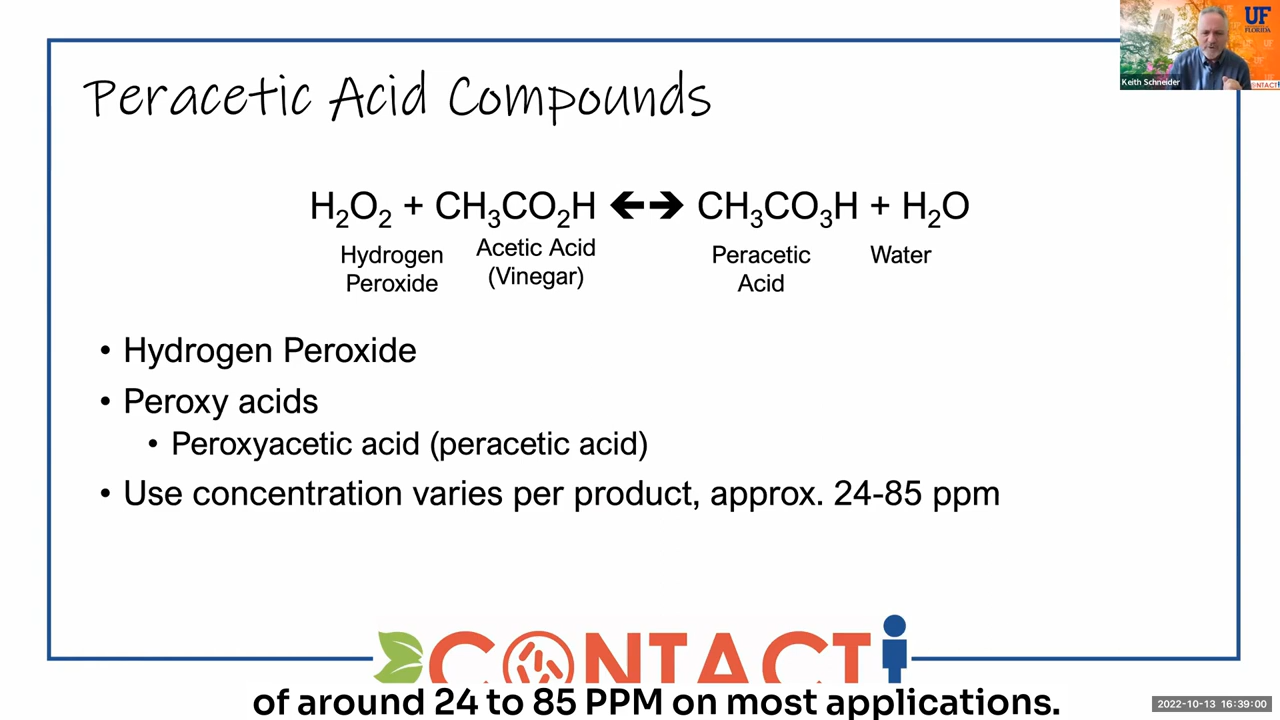 UF
FLORIDA
Keith Schneider
Peracetic Acid Compounds
H₂O₂ + CH₃CO₂H ←→ CH₃CO₃H + H₂O
Hydrogen Peroxide
Acetic Acid (Vinegar)
Peracetic Acid
Water
• Hydrogen Peroxide
• Peroxy acids
• Peroxyacetic acid (peracetic acid)
• Use concentration varies per product, approx. 24-85 ppm
CONTACT
of around 24 to 85 PPM on most applications.
2022-10-13 16:39:00